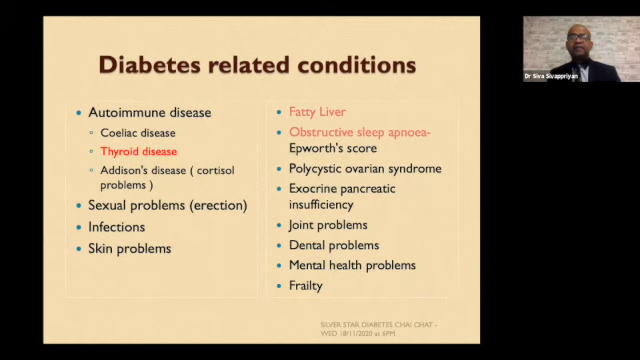 Diabetes related conditions
Autoimmune disease
Coeliac disease
Thyroid disease
Addison's disease ( cortisol
problems )
Sexual problems (erection)
Infections
Skin problems
Fatty Liver
Obstructive sleep apnoea-
Epworth's score
Polycystic ovarian syndrome
Exocrine pancreatic
insufficiency
Joint problems
Dental problems
Mental health problems
Frailty
SILVER STAR DIABETES CHAI CHAT -
WED 18/11/2020 at 6PM
Dr Siva Sivappriyan